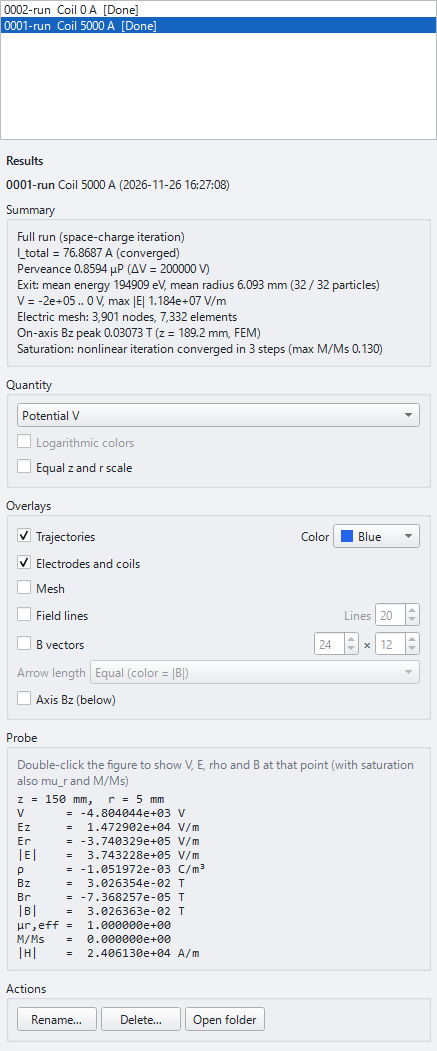 0002-run  Coil 0 A  [Done]
0001-run  Coil 5000 A  [Done]
Results
0001-run Coil 5000 A (2026-11-26 16:27:08)
Summary
Full run (space-charge iteration)
I_total = 76.8687 A (converged)
Perveance 0.8594 µP (ΔV = 200000 V)
Exit: mean energy 194909 eV, mean radius 6.093 mm (32 / 32 particles)
V = -2e+05 .. 0 V, max |E| 1.184e+07 V/m
Electric mesh: 3,901 nodes, 7,332 elements
On-axis Bz peak 0.03073 T (z = 189.2 mm, FEM)
Saturation: nonlinear iteration converged in 3 steps (max M/Ms 0.130)
Quantity
Potential V
Logarithmic colors
Equal z and r scale
Overlays
Trajectories Color Blue
Electrodes and coils
Mesh
Field lines Lines 20
B vectors 24 × 12
Arrow length Equal (color = |B|)
Axis Bz (below)
Probe
Double-click the figure to show V, E, rho and B at that point (with saturation
also mu_r and M/Ms)
z = 150 mm,  r = 5 mm
V      = -4.804044e+03 V
Ez     =  1.472902e+04 V/m
Er     = -3.740329e+05 V/m
|E|    =  3.743228e+05 V/m
ρ      = -1.051972e-03 C/m³
Bz     =  3.026354e-02 T
Br     = -7.368257e-05 T
|B|    =  3.026363e-02 T
μr,eff =  1.000000e+00
M/Ms   =  0.000000e+00
|H|    =  2.406130e+04 A/m
Actions
Rename... Delete... Open folder